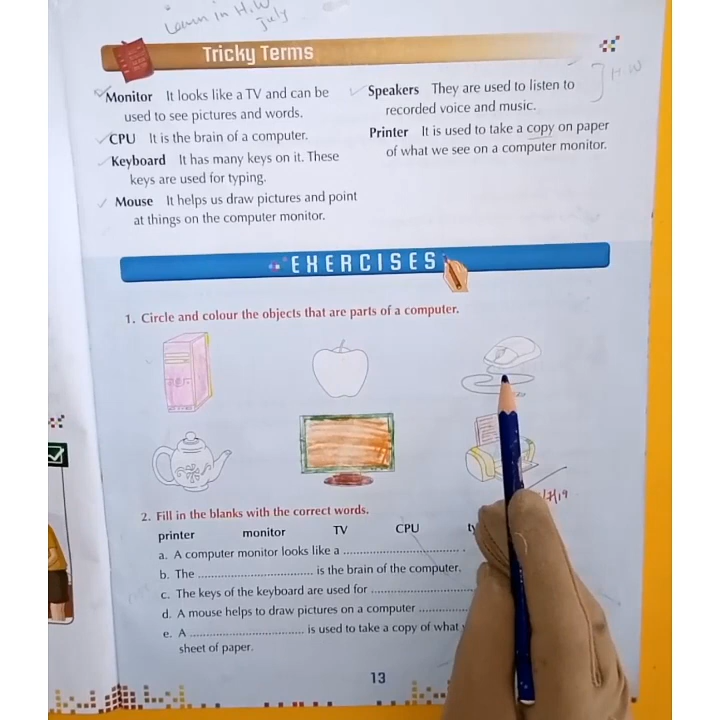 Learn in H.W
July
Tricky Terms
Monitor It looks like a TV and can be
used to see pictures and words.
CPU It is the brain of a computer.
Keyboard It has many keys on it. These
keys are used for typing.
Mouse It helps us draw pictures and point
at things on the computer monitor.
Speakers They are used to listen to
recorded voice and music.
H.W
Printer It is used to take a copy on paper
of what we see on a computer monitor.
EXERCISES
1. Circle and colour the objects that are parts of a computer.
2. Fill in the blanks with the correct words.
printer monitor TV CPU
a. A computer monitor looks like a ................................ .
b. The ................................ is the brain of the computer.
c. The keys of the keyboard are used for ............................
d. A mouse helps to draw pictures on a computer .............
e. A ................................ is used to take a copy of what
sheet of paper.
13